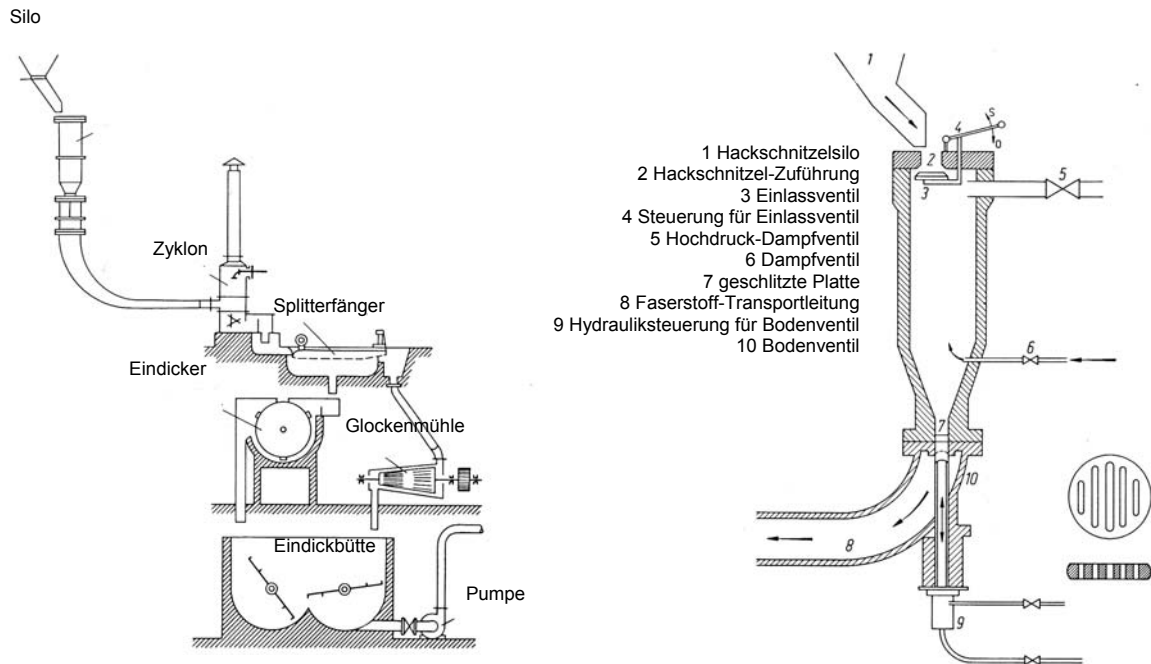 Silo
Zyklon
Splitterfänger
Eindicker
Glockenmühle
Eindickbütte
Pumpe
1 Hackschnitzelsilo
2 Hackschnitzel-Zuführung
3 Einlassventil
4 Steuerung für Einlassventil
5 Hochdruck-Dampfventil
6 Dampfventil
7 geschlitzte Platte
8 Faserstoff-Transportleitung
9 Hydrauliksteuerung für Bodenventil
10 Bodenventil
1
S
4
O
2
3
5
6
7
10
8
9